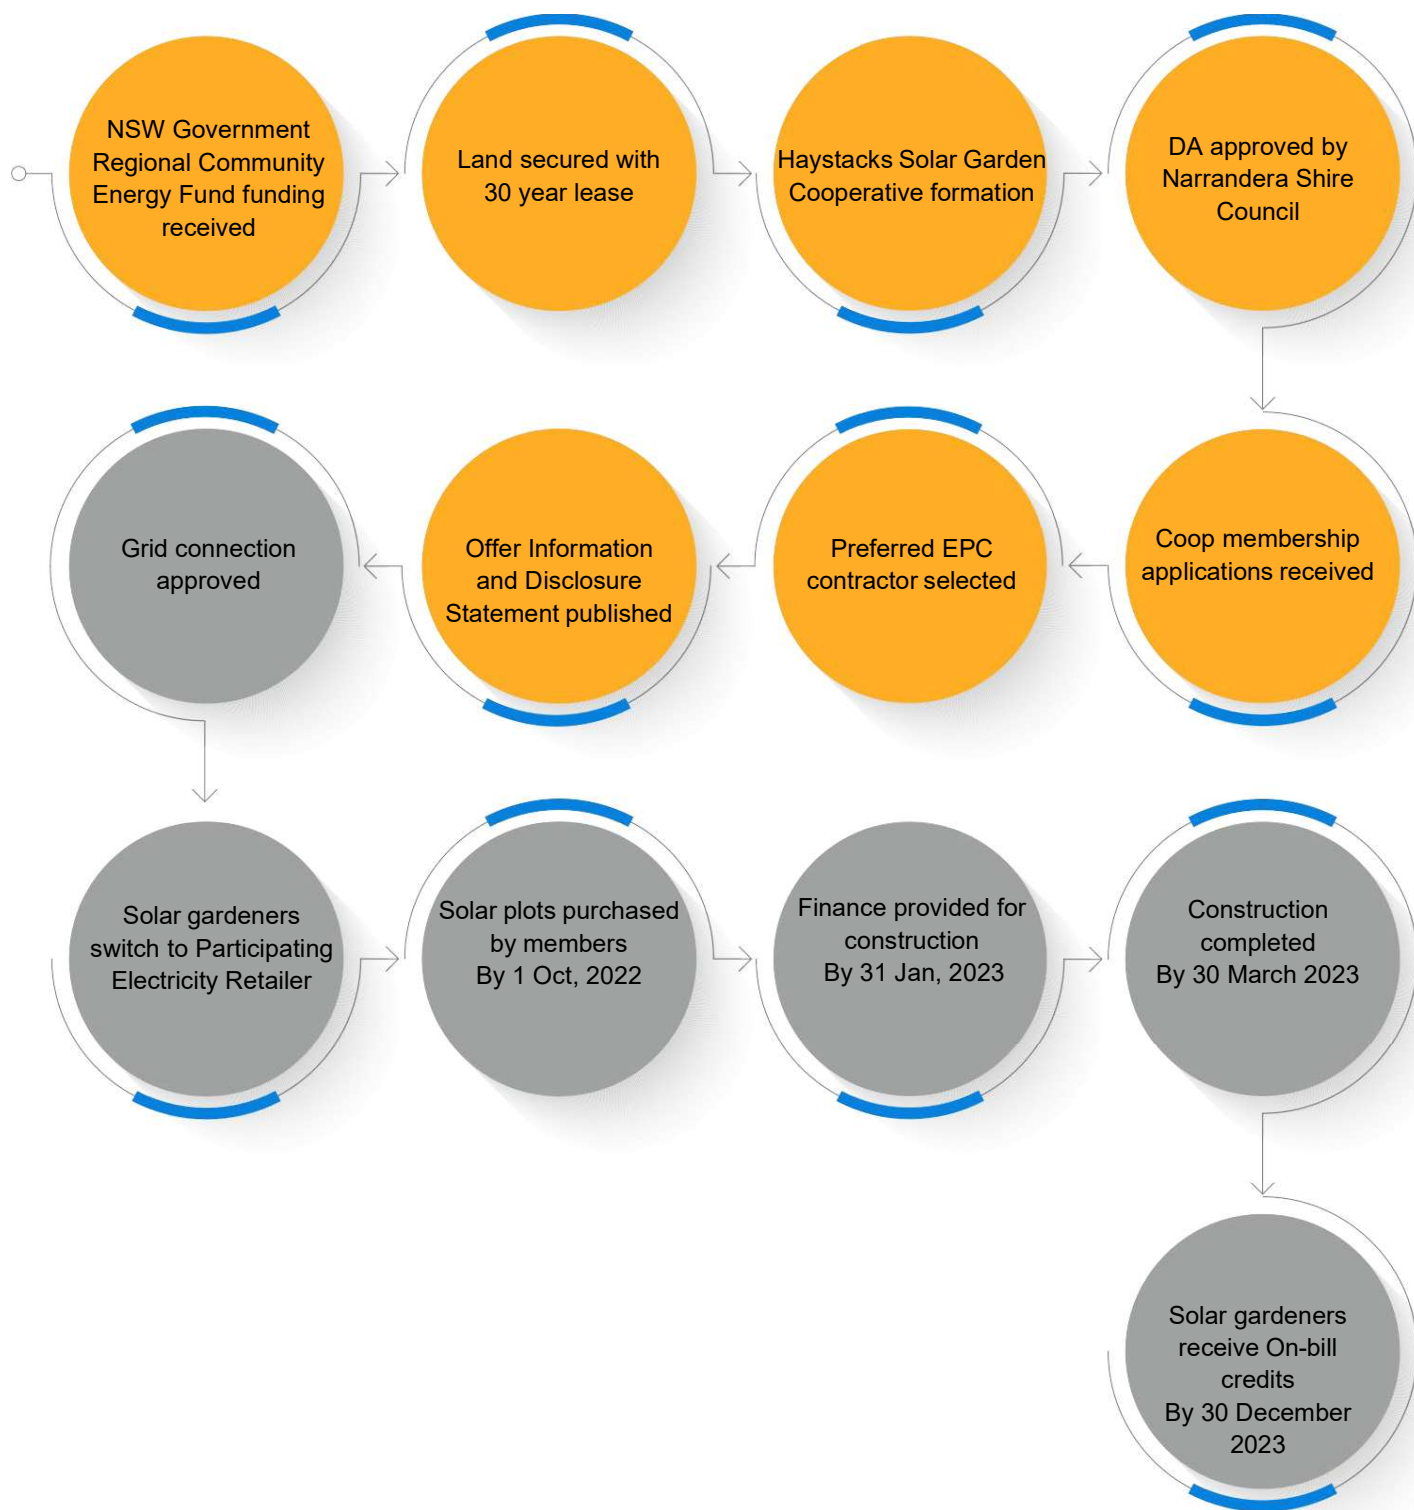 NSW Government
Regional Community
Energy Fund funding
received
Land secured with
30 year lease
Haystacks Solar Garden
Cooperative formation
DA approved by
Narrandera Shire
Council
Coop membership
applications received
Preferred EPC
contractor selected
Offer Information
and Disclosure
Statement published
Grid connection
approved
Solar gardeners
switch to Participating
Electricity Retailer
Solar plots purchased
by members
By 1 Oct, 2022
Finance provided for
construction
By 31 Jan, 2023
Construction
completed
By 30 March 2023
Solar gardeners
receive On-bill
credits
By 30 December
2023